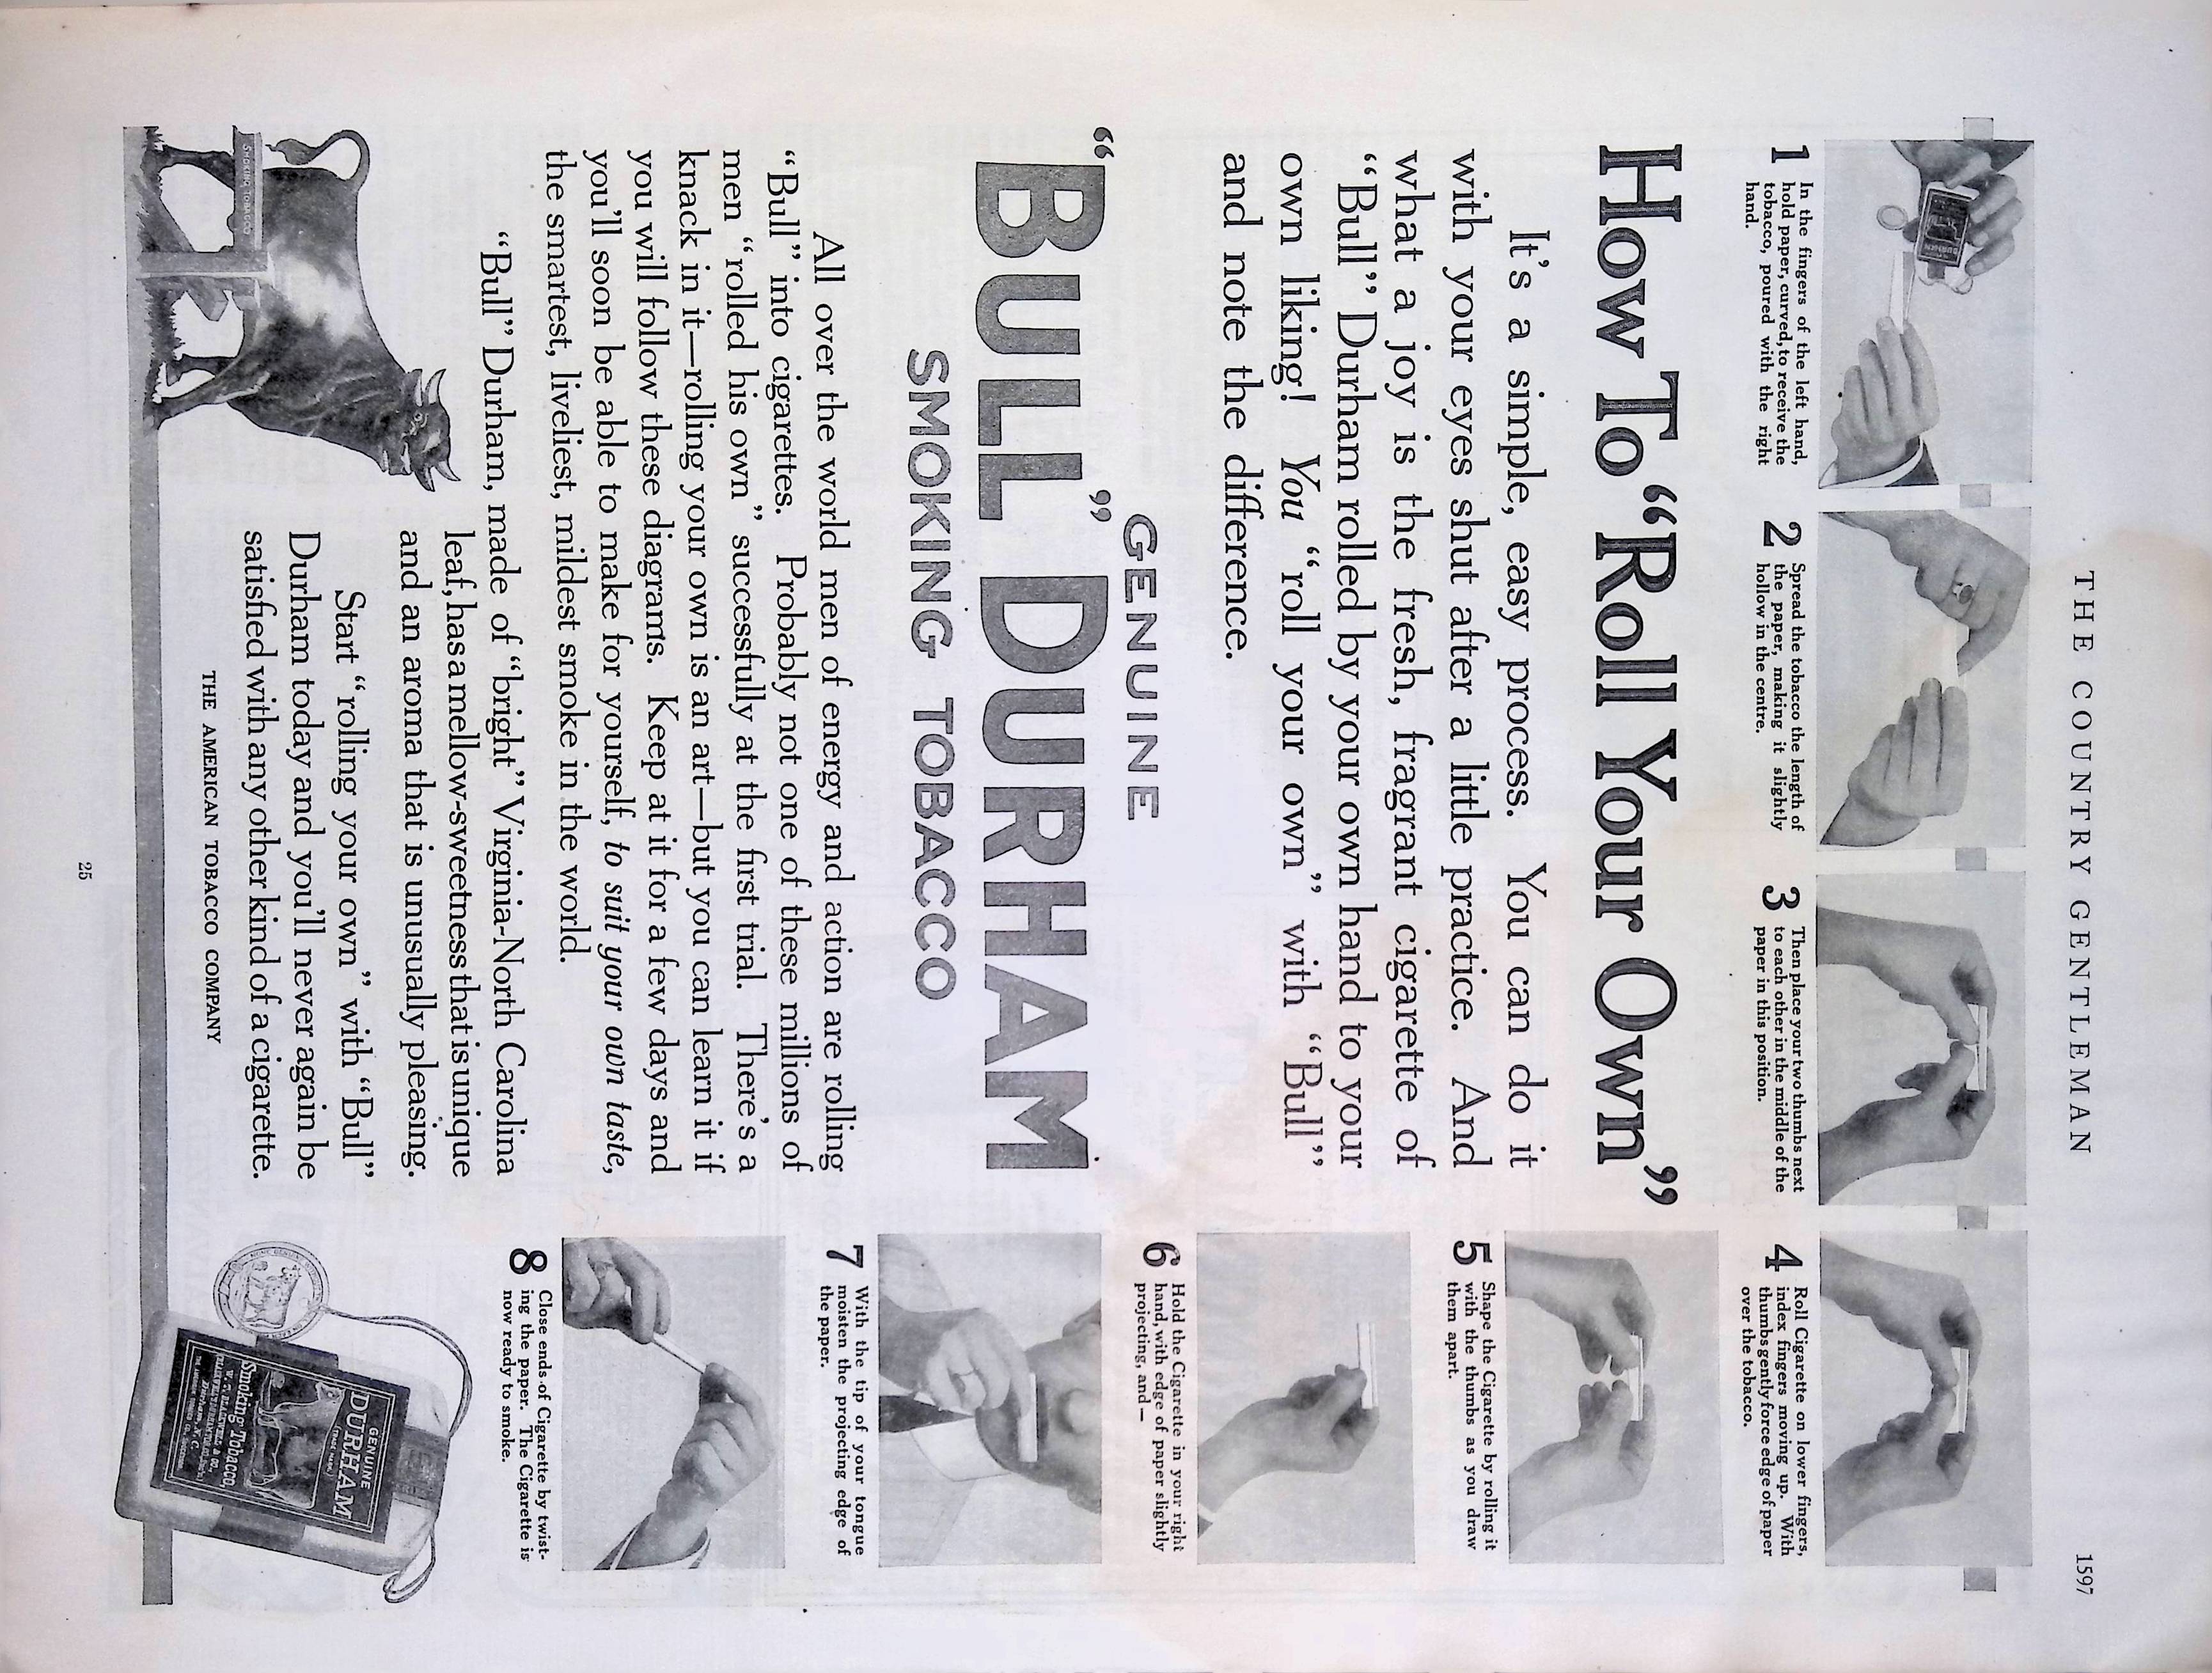 THE COUNTRY GENTLEMAN
1597
1 In the fingers of the left hand,
hold paper, curved, to receive the
tobacco, poured with the right
hand.
2 Spread the tobacco the length of
the paper, making it slightly
hollow in the centre.
3 Then place your two thumbs next
to each other in the middle of the
paper in this position.
4 Roll Cigarette on lower fingers,
index fingers moving up. With
thumbs gently force edge of paper
over the tobacco.
How To “Roll Your Own”
It's a simple, easy process. You can do it
with your eyes shut after a little practice. And
what a joy is the fresh, fragrant cigarette of
“Bull” Durham rolled by your own hand to your
own liking! You “roll your own” with “Bull”
and note the difference.
GENUINE
“BULL” DURHAM
SMOKING TOBACCO
All over the world men of energy and action are rolling
“Bull” into cigarettes. Probably not one of these millions of
men “rolled his own” successfully at the first trial. There's a
knack in it—rolling your own is an art—but you can learn it if
you will follow these diagrams. Keep at it for a few days and
you'll soon be able to make for yourself, to suit your own taste,
the smartest, liveliest, mildest smoke in the world.
“Bull” Durham, made of “bright” Virginia-North Carolina
leaf, has a mellow-sweetness that is unique
and an aroma that is unusually pleasing.
Start “rolling your own” with “Bull”
Durham today and you'll never again be
satisfied with any other kind of a cigarette.
THE AMERICAN TOBACCO COMPANY
5 Shape the Cigarette by rolling it
with the thumbs as you draw
them apart.
6 Hold the Cigarette in your right
hand, with edge of paper slightly
projecting, and—
7 With the tip of your tongue
moisten the projecting edge of
the paper.
8 Close ends of Cigarette by twist-
ing the paper. The Cigarette is
now ready to smoke.
SMOKING TOBACCO
GENUINE
DURHAM
Smoking Tobacco,
25